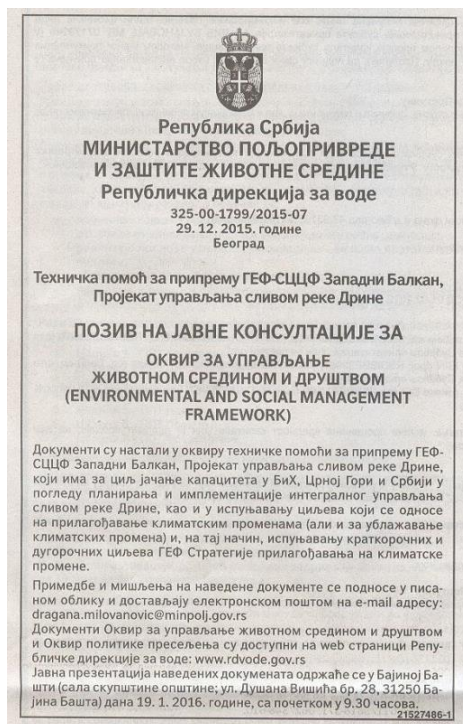 Република Србија
МИНИСТАРСТВО ПОЉОПРИВРЕДЕ
И ЗАШТИТЕ ЖИВОТНЕ СРЕДИНЕ
Републичка дирекција за воде
325-00-1799/2015-07
29. 12. 2015. године
Београд
Техничка помоћ за припрему ГЕФ-СЦЦФ Западни Балкан,
Пројекат управљања сливом реке Дрине
ПОЗИВ НА ЈАВНЕ КОНСУЛТАЦИЈЕ ЗА
ОКВИР ЗА УПРАВЉАЊЕ
ЖИВОТНОМ СРЕДИНОМ И ДРУШТВОМ
(ENVIRONMENTAL AND SOCIAL MANAGEMENT
FRAMEWORK)
Документи су настали у оквиру техничке помоћи за припрему ГЕФ-
СЦЦФ Западни Балкан, Пројекат управљања сливом реке Дрине,
који има за циљ јачање капацитета у БиХ, Црној Гори и Србији у
погледу планирања и имплементације интегралног управљања
сливом реке Дрине, као и у испуњавању циљева који се односе
на прилагођавање климатским променама (али и за ублажавање
климатских промена) и, на тај начин, испуњавању краткорочних и
дугорочних циљева ГЕФ Стратегије прилагођавања на климатске
промене.
Примедбе и мишљења на наведене документе се подносе у писа-
ном облику и достављају електронском поштом на e-mail адресу:
dragana.milovanovic@minpolj.gov.rs
Документи Оквир за управљање животном средином и друштвом
и Оквир политике пресељења су доступни на web страници Репу-
бличке дирекције за воде: www.rdvode.gov.rs
Јавна презентација наведених докумената одржаће се у Бајиној Ба-
шти (сала скупштине општине; ул. Душана Вишића бр. 28, 31250 Ба-
јина Башта) дана 19. 1. 2016. године, са почетком у 9.30 часова.
21527486-1